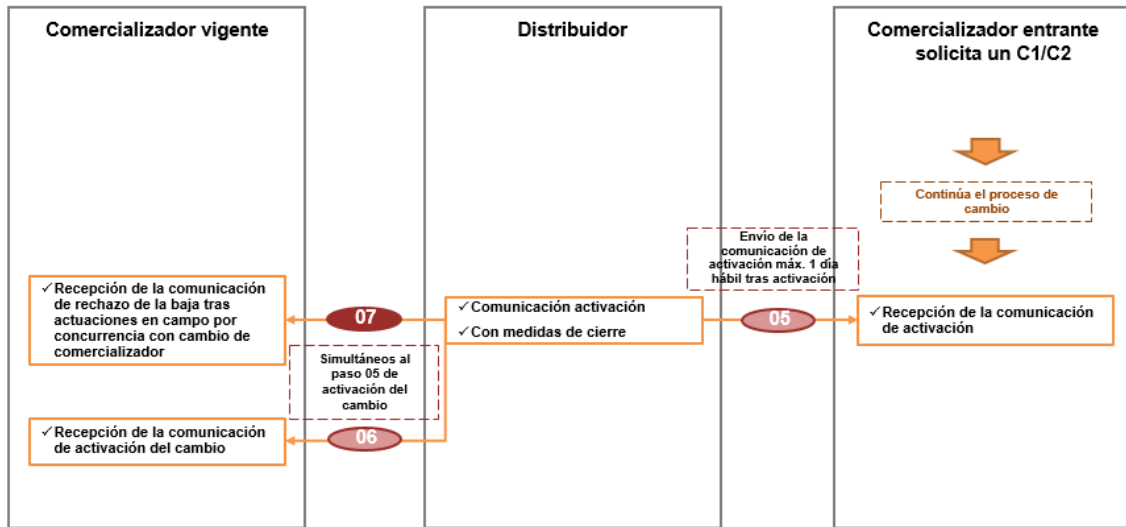 Comercializador vigente
Distribuidor
Comercializador entrante
solicita un C1/C2
Continúa el proceso de
cambio
Envío de la
comunicación de
activación máx. 1 día
hábil tras activación
✓Recepción de la comunicación
de rechazo de la baja tras
actuaciones en campo por
concurrencia con cambio de
comercializador
07
✓Comunicación activación
✓Con medidas de cierre
05
✓Recepción de la comunicación
de activación
Simultáneos al
paso 05 de
activación del
cambio
✓Recepción de la comunicación
de activación del cambio
06